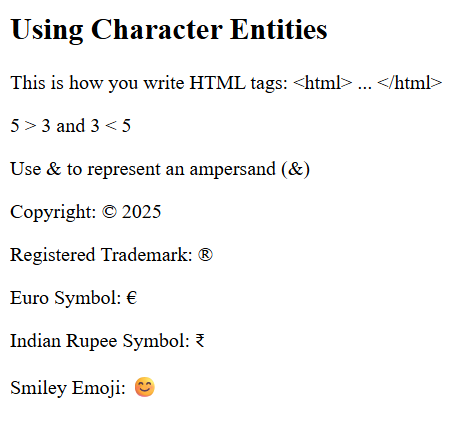 Using Character Entities
This is how you write HTML tags: <html> ... </html>
5 > 3 and 3 < 5
Use & to represent an ampersand (&)
Copyright: © 2025
Registered Trademark: ®
Euro Symbol: €
Indian Rupee Symbol: ₹
Smiley Emoji: 😊